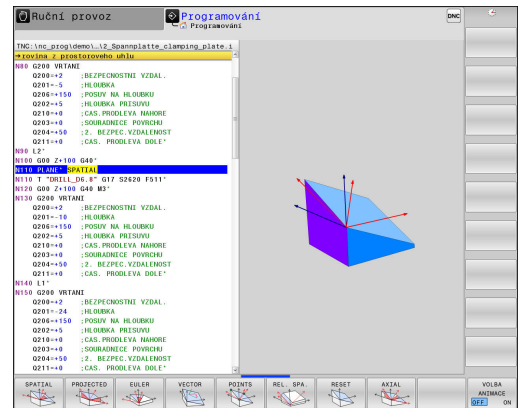 Ruční provoz
Programování
Programování
DNC
TNC:\nc_prog\demo\…\2_Spannplatte_clamping_plate.i
→rovina z prostoroveho uhlu
N80 G200 VRTANI
Q200=+2 ;BEZPECNOSTNI VZDAL.
Q201=-5 ;HLOUBKA
Q206=+150 ;POSUV NA HLOUBKU
Q202=+5 ;HLOUBKA PRISUVU
Q210=+0 ;CAS.PRODLEVA NAHORE
Q203=+0 ;SOURADNICE POVRCHU
Q204=+50 ;2. BEZPEC.VZDALENOST
Q211=+0 ;CAS. PRODLEVA DOLE*
N90 L2*
N100 G00 Z+100 G40*
N110 PLANE* SPATIAL
N110 T "DRILL_D6.8" G17 S2620 F511*
N120 G00 Z+100 G40 M3*
N130 G200 VRTANI
Q200=+2 ;BEZPECNOSTNI VZDAL.
Q201=-10 ;HLOUBKA
Q206=+150 ;POSUV NA HLOUBKU
Q202=+5 ;HLOUBKA PRISUVU
Q210=+0 ;CAS.PRODLEVA NAHORE
Q203=+0 ;SOURADNICE POVRCHU
Q204=+50 ;2. BEZPEC.VZDALENOST
Q211=+0 ;CAS. PRODLEVA DOLE*
N140 L1*
N150 G200 VRTANI
Q200=+2 ;BEZPECNOSTNI VZDAL.
Q201=-24 ;HLOUBKA
Q206=+150 ;POSUV NA HLOUBKU
Q202=+5 ;HLOUBKA PRISUVU
Q210=+0 ;CAS.PRODLEVA NAHORE
Q203=+0 ;SOURADNICE POVRCHU
Q204=+50 ;2. BEZPEC.VZDALENOST
Q211=+0 ;CAS. PRODLEVA DOLE*
SPATIAL PROJECTED EULER VECTOR POINTS REL. SPA. RESET AXIAL VOLBA
ANIMACE
OFF ON